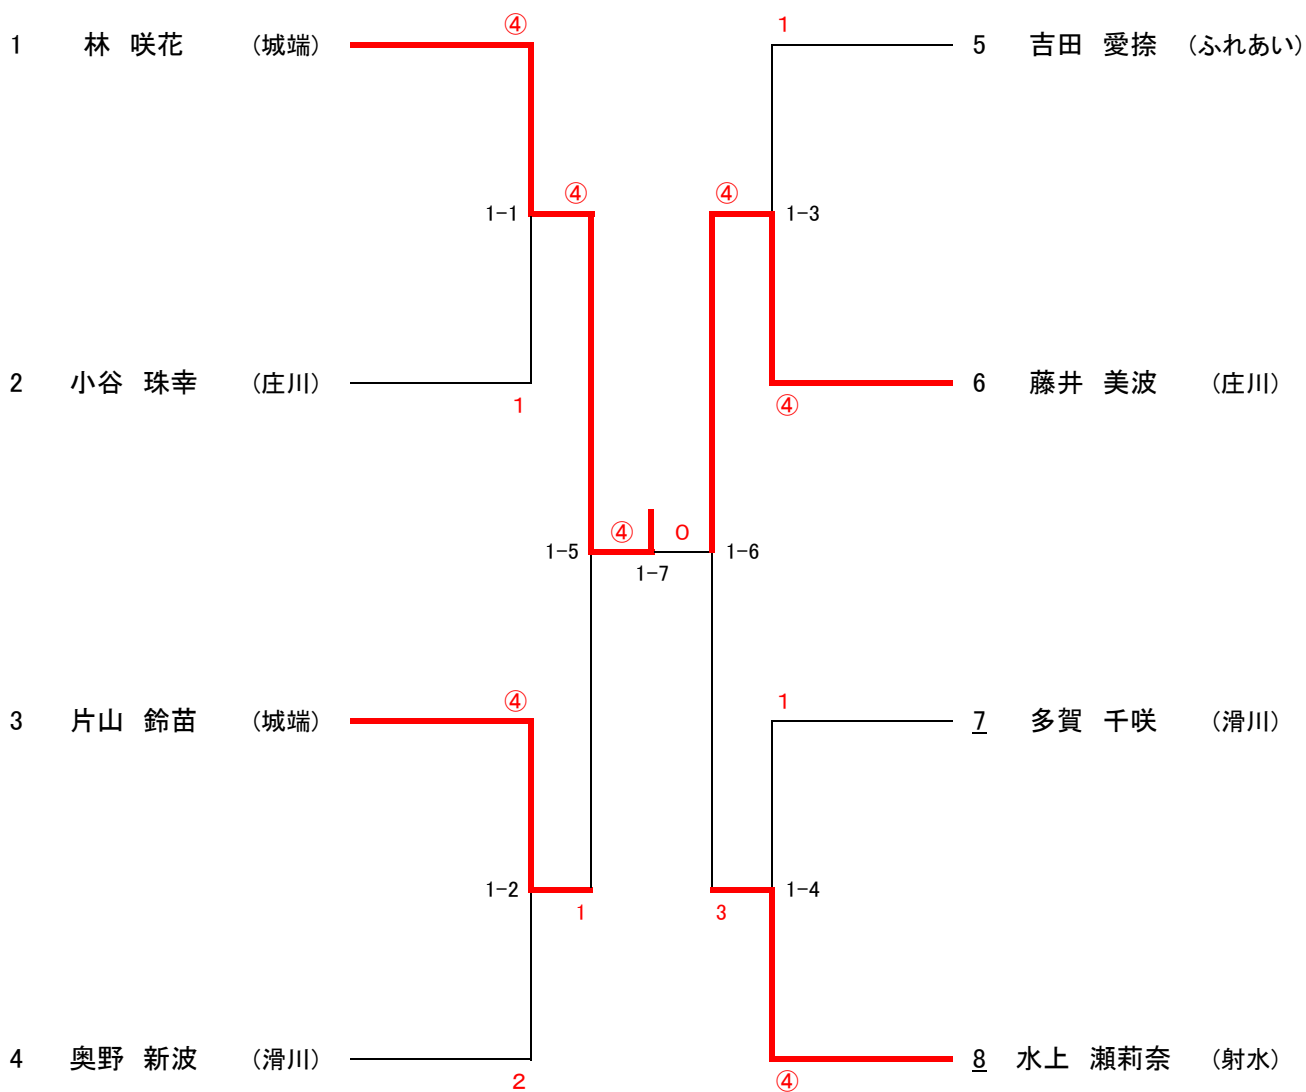 ④ 1
1 林 咲花 (城端) 5 吉田 愛捺 (ふれあい)
④ ④
1-1 1-3
2 小谷 珠幸 (庄川) 6 藤井 美波 (庄川)
1 ④
④ 0
1-5 1-6
1-7
④ 1
3 片山 鈴苗 (城端) 7 多賀 千咲 (滑川)
1-2 1-4
1 3
4 奥野 新波 (滑川) 8 水上 瀬莉奈 (射水)
2 ④